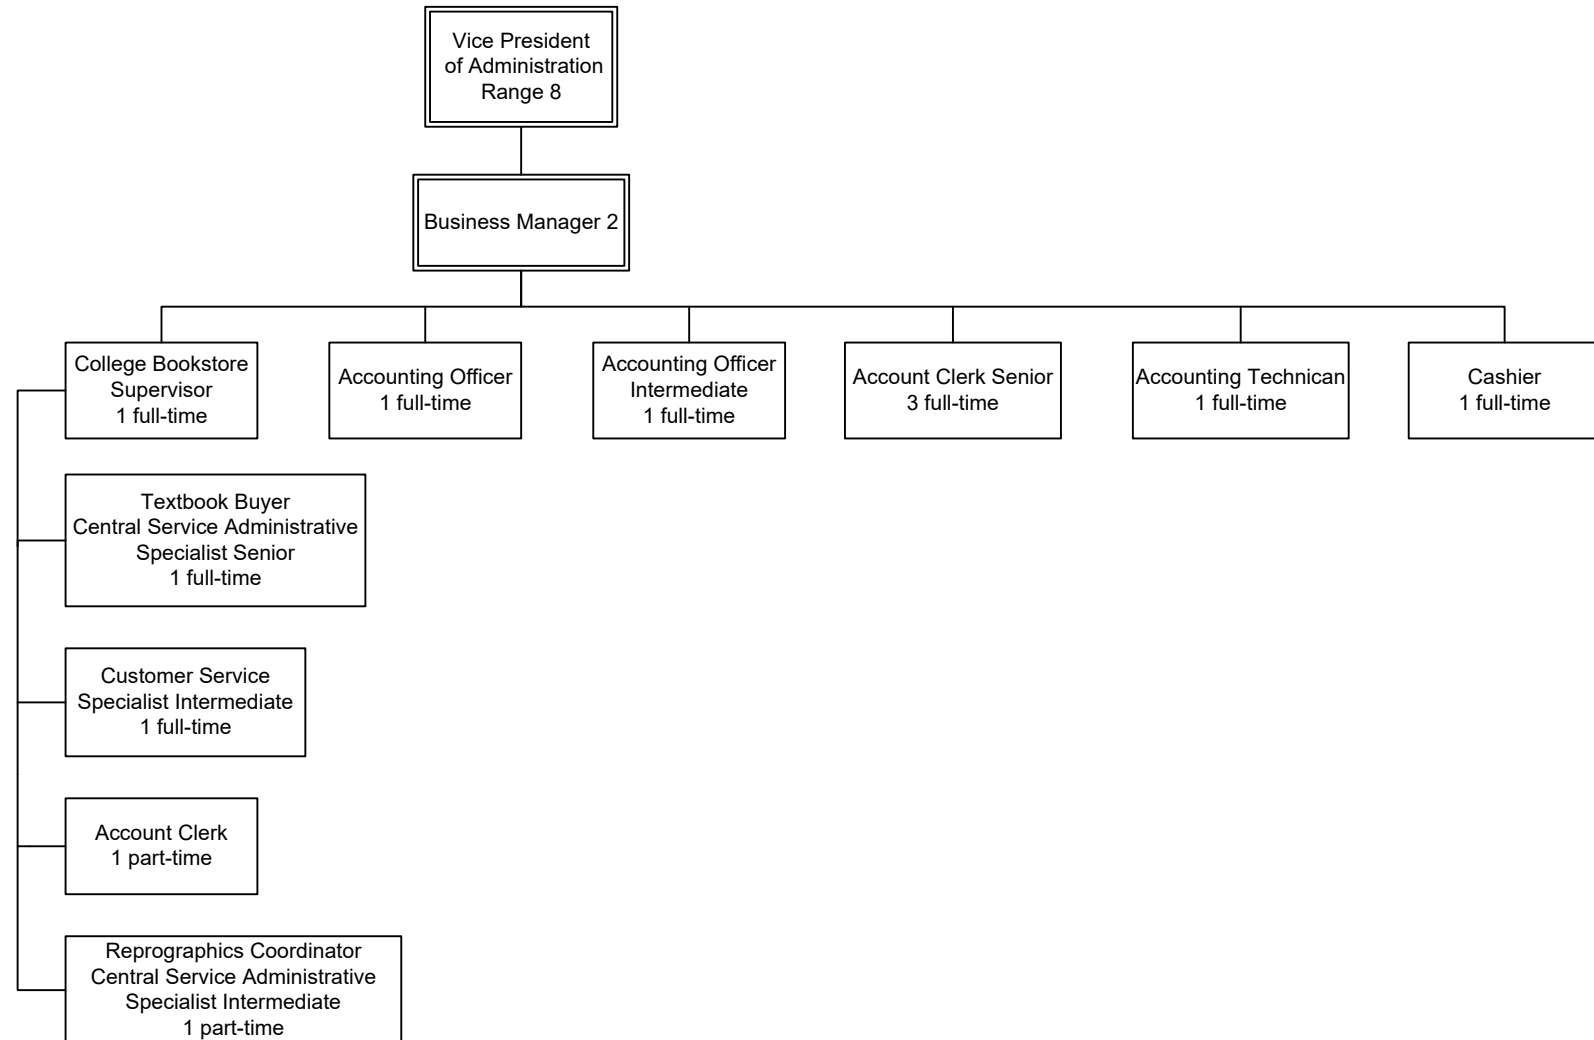 Vice President
of Administration
Range 8
Business Manager 2
College Bookstore
Supervisor
1 full-time
Accounting Officer
1 full-time
Accounting Officer
Intermediate
1 full-time
Account Clerk Senior
3 full-time
Accounting Technican
1 full-time
Cashier
1 full-time
Textbook Buyer
Central Service Administrative
Specialist Senior
1 full-time
Customer Service
Specialist Intermediate
1 full-time
Account Clerk
1 part-time
Reprographics Coordinator
Central Service Administrative
Specialist Intermediate
1 part-time